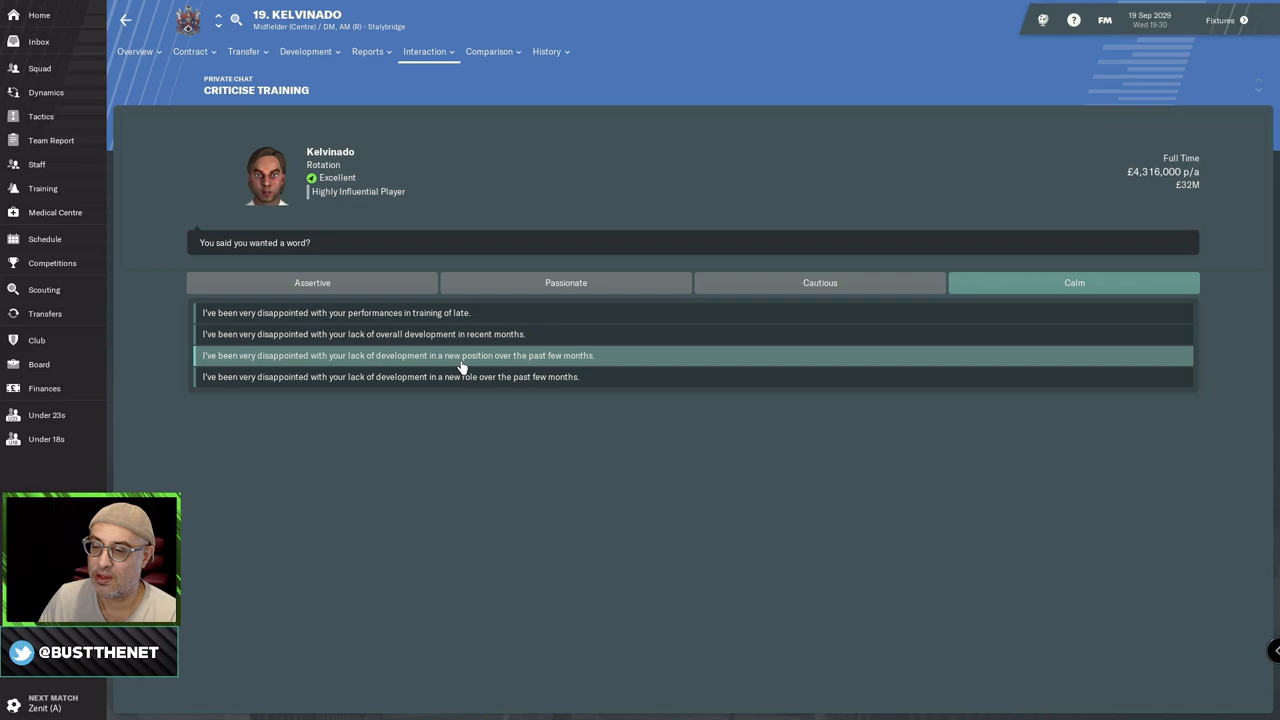 Home
Inbox
Squad
Dynamics
Tactics
Team Report
Staff
Training
Medical Centre
Schedule
Competitions
Scouting
Transfers
Club
Board
Finances
Under 23s
Under 18s
19. KELVINADO
Midfielder (Centre) / DM, AM (R) - Stalybridge
FM
19 Sep 2029
Wed 19:30
Fixtures
Overview
Contract
Transfer
Development
Reports
Interaction
Comparison
History
PRIVATE CHAT
CRITICISE TRAINING
Kelvinado
Rotation
Excellent
Highly Influential Player
Full Time
£4,316,000 p/a
£32M
You said you wanted a word?
Assertive
Passionate
Cautious
Calm
I've been very disappointed with your performances in training of late.
I've been very disappointed with your lack of overall development in recent months.
I've been very disappointed with your lack of development in a new position over the past few months.
I've been very disappointed with your lack of development in a new role over the past few months.
@BUSTTHENET
NEXT MATCH
Zenit (A)